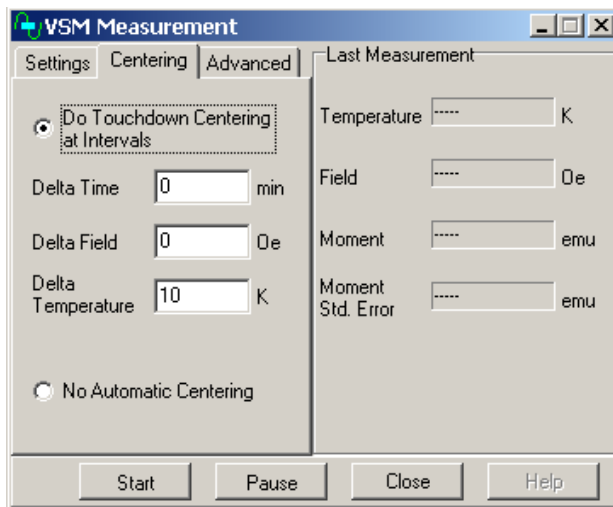 VSM Measurement
Settings
Centering
Advanced
Do Touchdown Centering
at Intervals
Delta Time
0
min
Delta Field
0
Oe
Delta
Temperature
10
K
No Automatic Centering
Last Measurement
Temperature
-----
K
Field
-----
Oe
Moment
-----
emu
Moment
Std. Error
-----
emu
Start
Pause
Close
Help